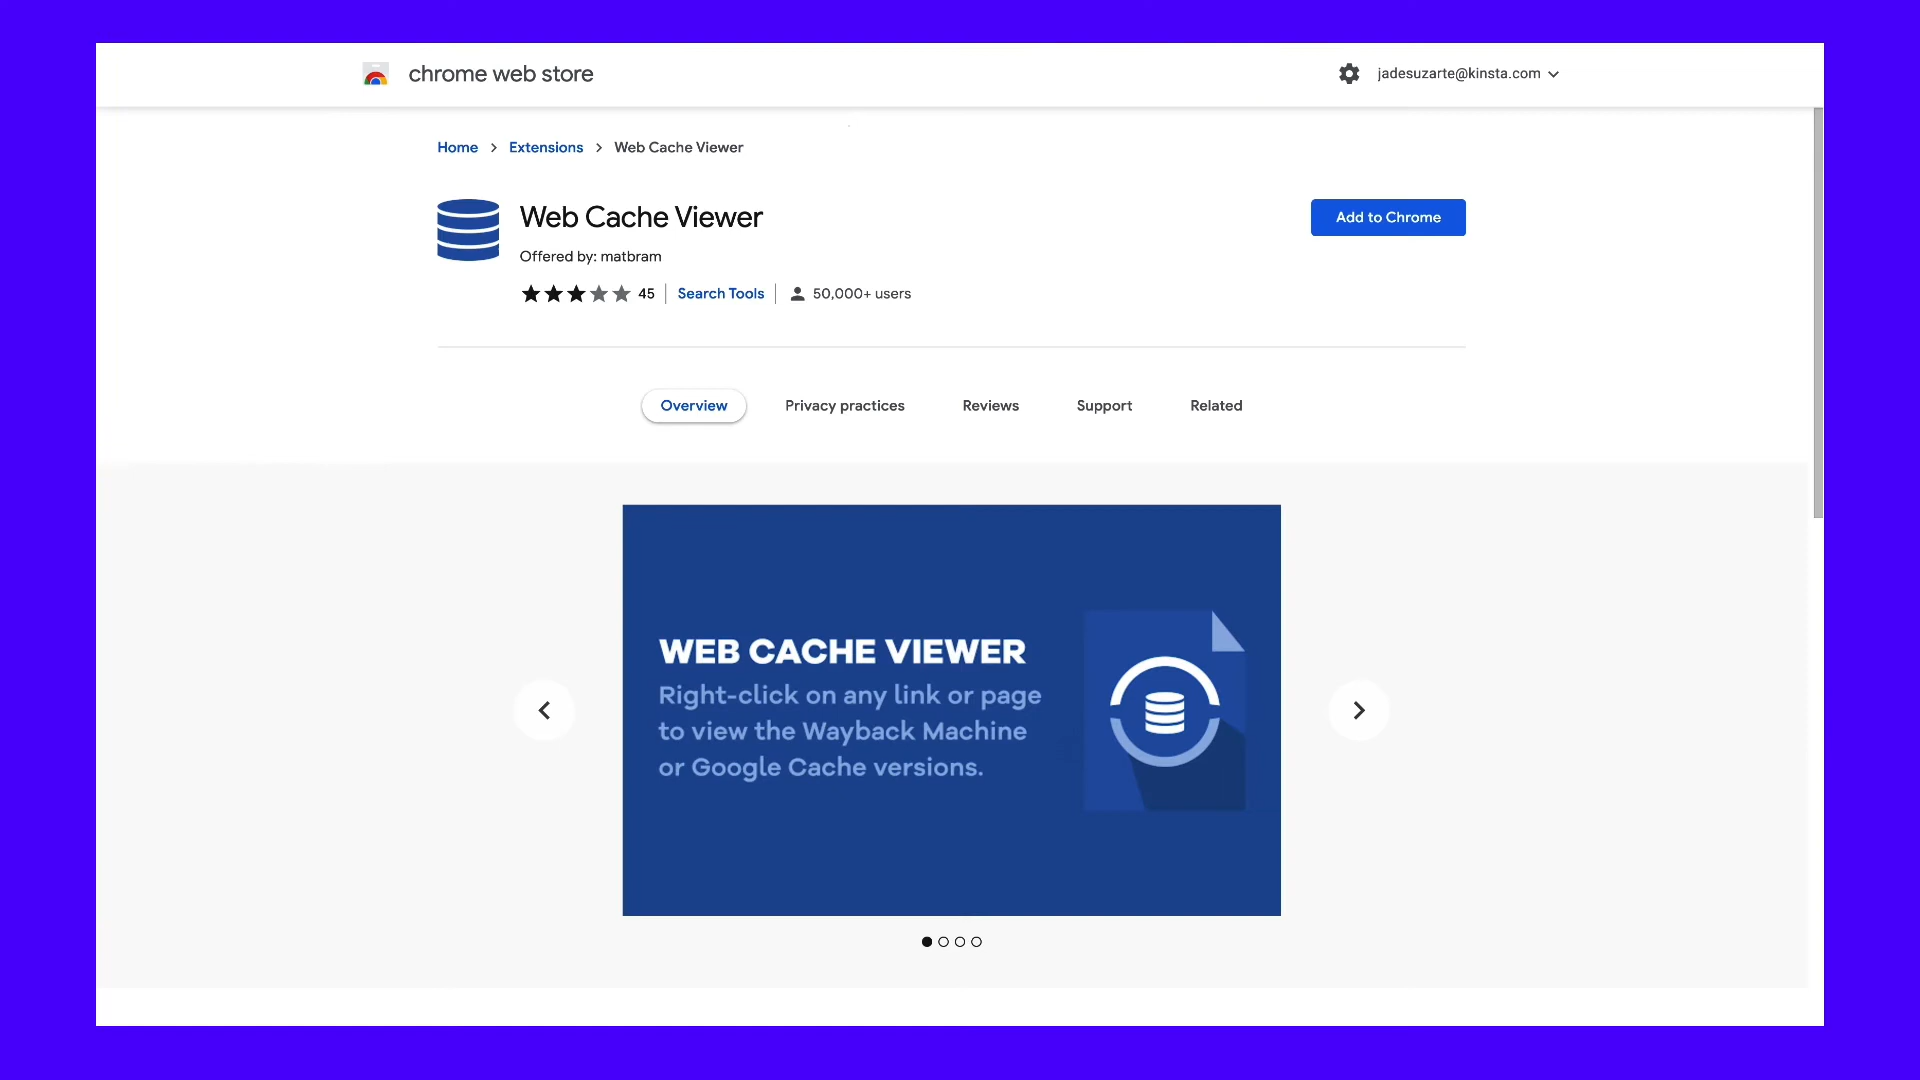 chrome web store
jadesuzarte@kinsta.com
Home > Extensions > Web Cache Viewer
Web Cache Viewer
Add to Chrome
Offered by: matbram
45 | Search Tools | 50,000+ users
Overview
Privacy practices
Reviews
Support
Related
WEB CACHE VIEWER
Right-click on any link or page
to view the Wayback Machine
or Google Cache versions.